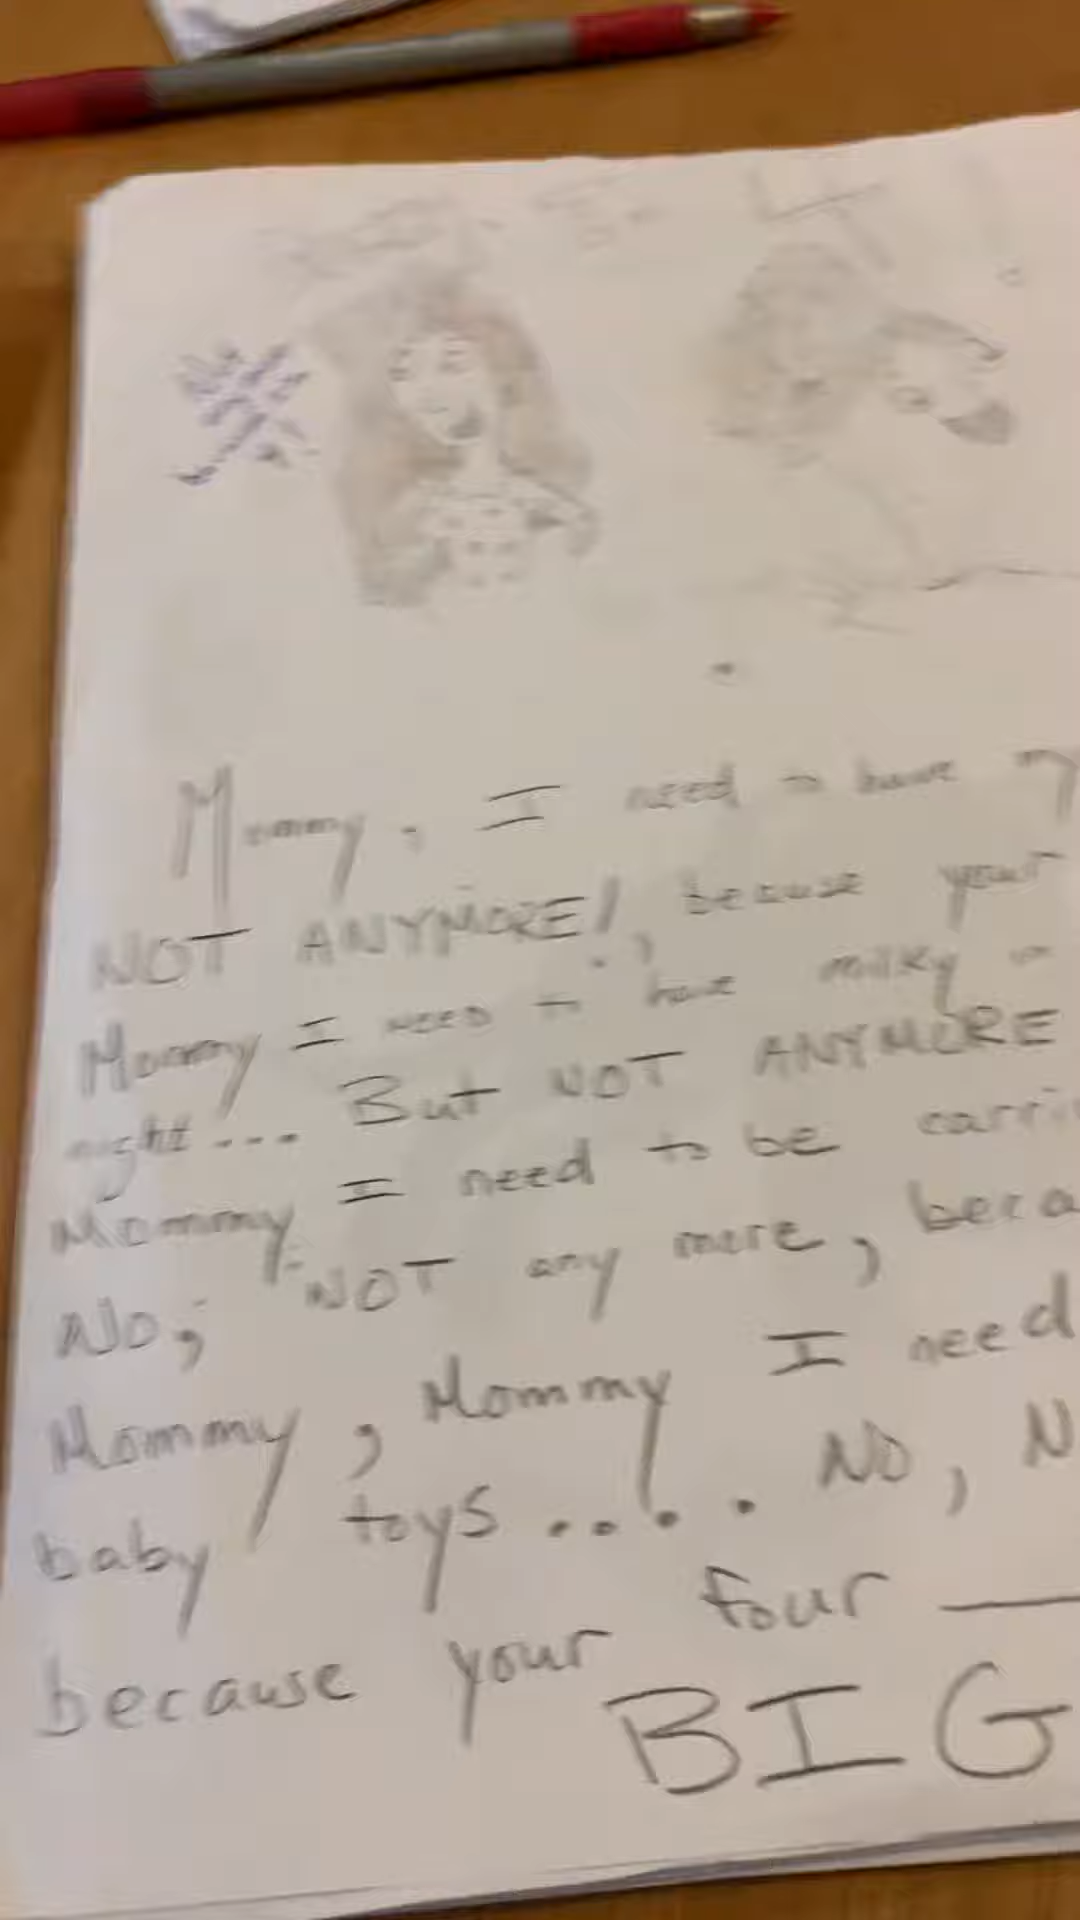 Mommy, I need to have my
NOT ANYMORE!, because your
Mommy I need to have milky
night... But NOT ANYMORE
Mommy I need to be carri
No; NOT any more, beca
Mommy, Mommy I need
baby toys.... NO, N
because your four
BIG